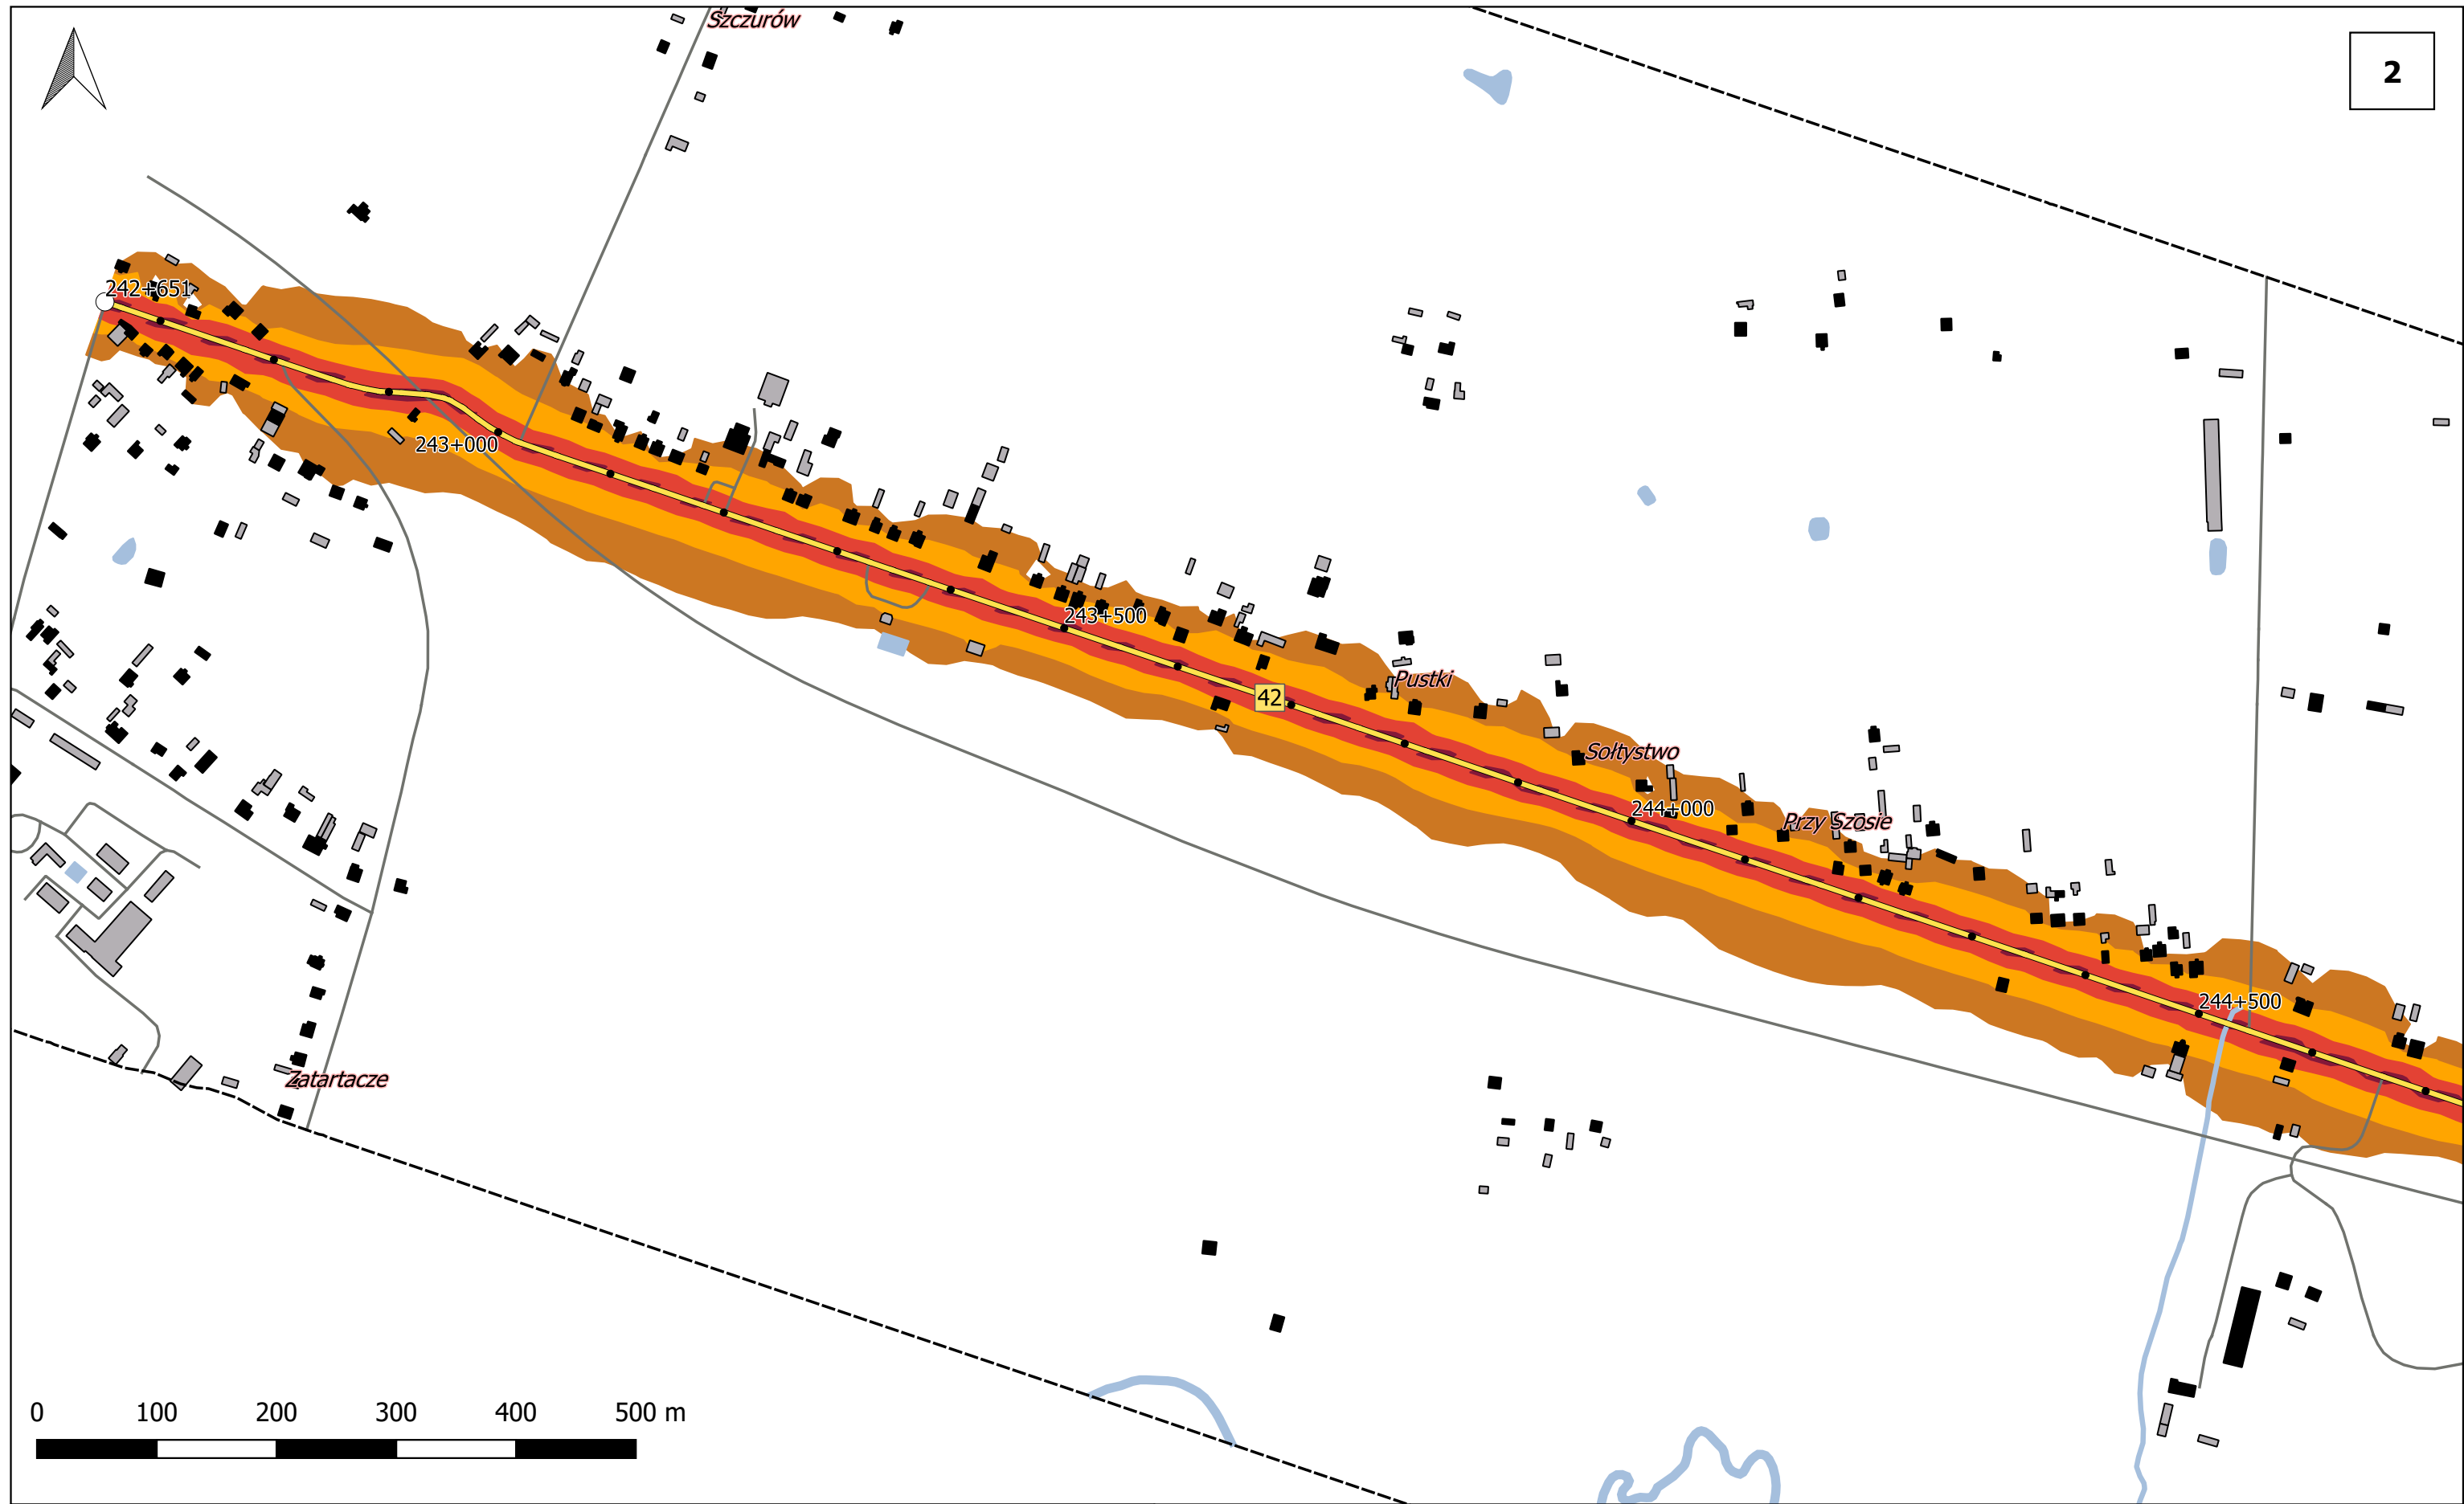 Szczurów
2
242+651
243+000
243+500
Pustki
42
Sołtystwo
244+000
Przy Szosie
244+500
Zatartacze
0 100 200 300 400 500 m